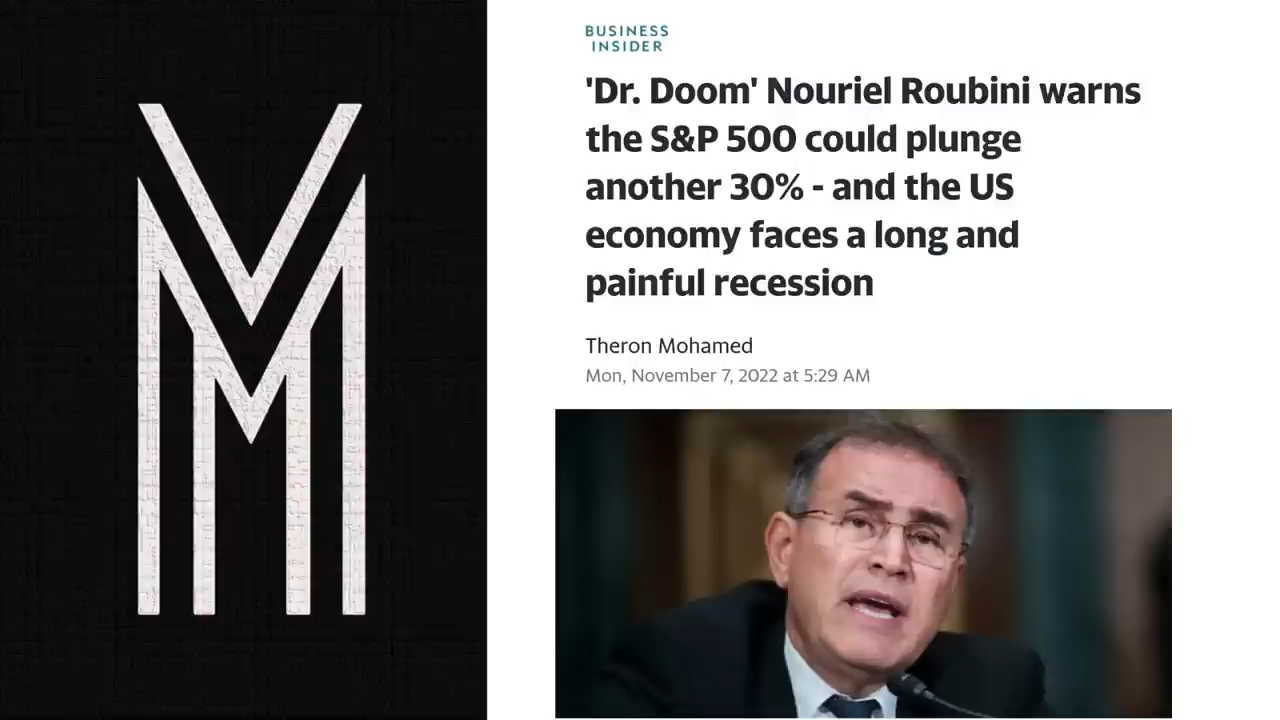 BUSINESS
INSIDER
'Dr. Doom' Nouriel Roubini warns
the S&P 500 could plunge
another 30% - and the US
economy faces a long and
painful recession
Theron Mohamed
Mon, November 7, 2022 at 5:29 AM